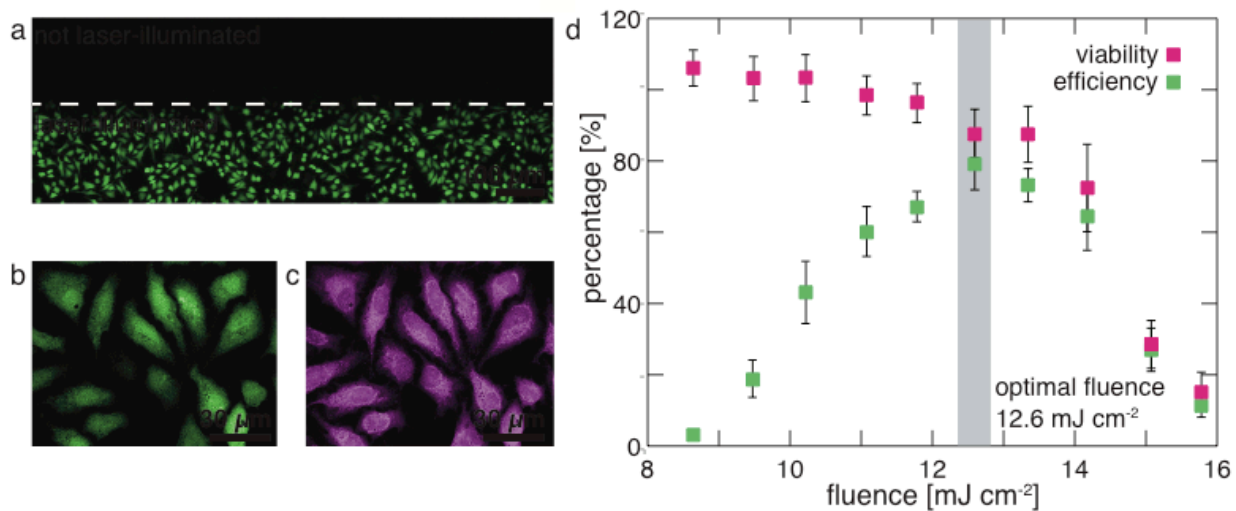 a
not laser-illuminated
b
30 µm
c
30 µm
d
120
80
40
0
percentage [%]
viability
efficiency
optimal fluence
12.6 mJ cm⁻²
8
10
12
14
16
fluence [mJ cm⁻²]